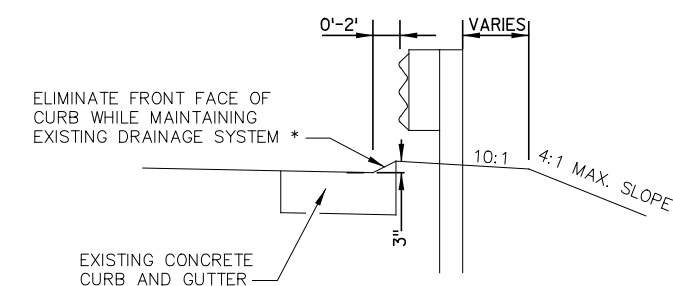 0'-2'
VARIES
ELIMINATE FRONT FACE OF
CURB WHILE MAINTAINING
EXISTING DRAINAGE SYSTEM *
10:1
4:1 MAX. SLOPE
3"
EXISTING CONCRETE
CURB AND GUTTER